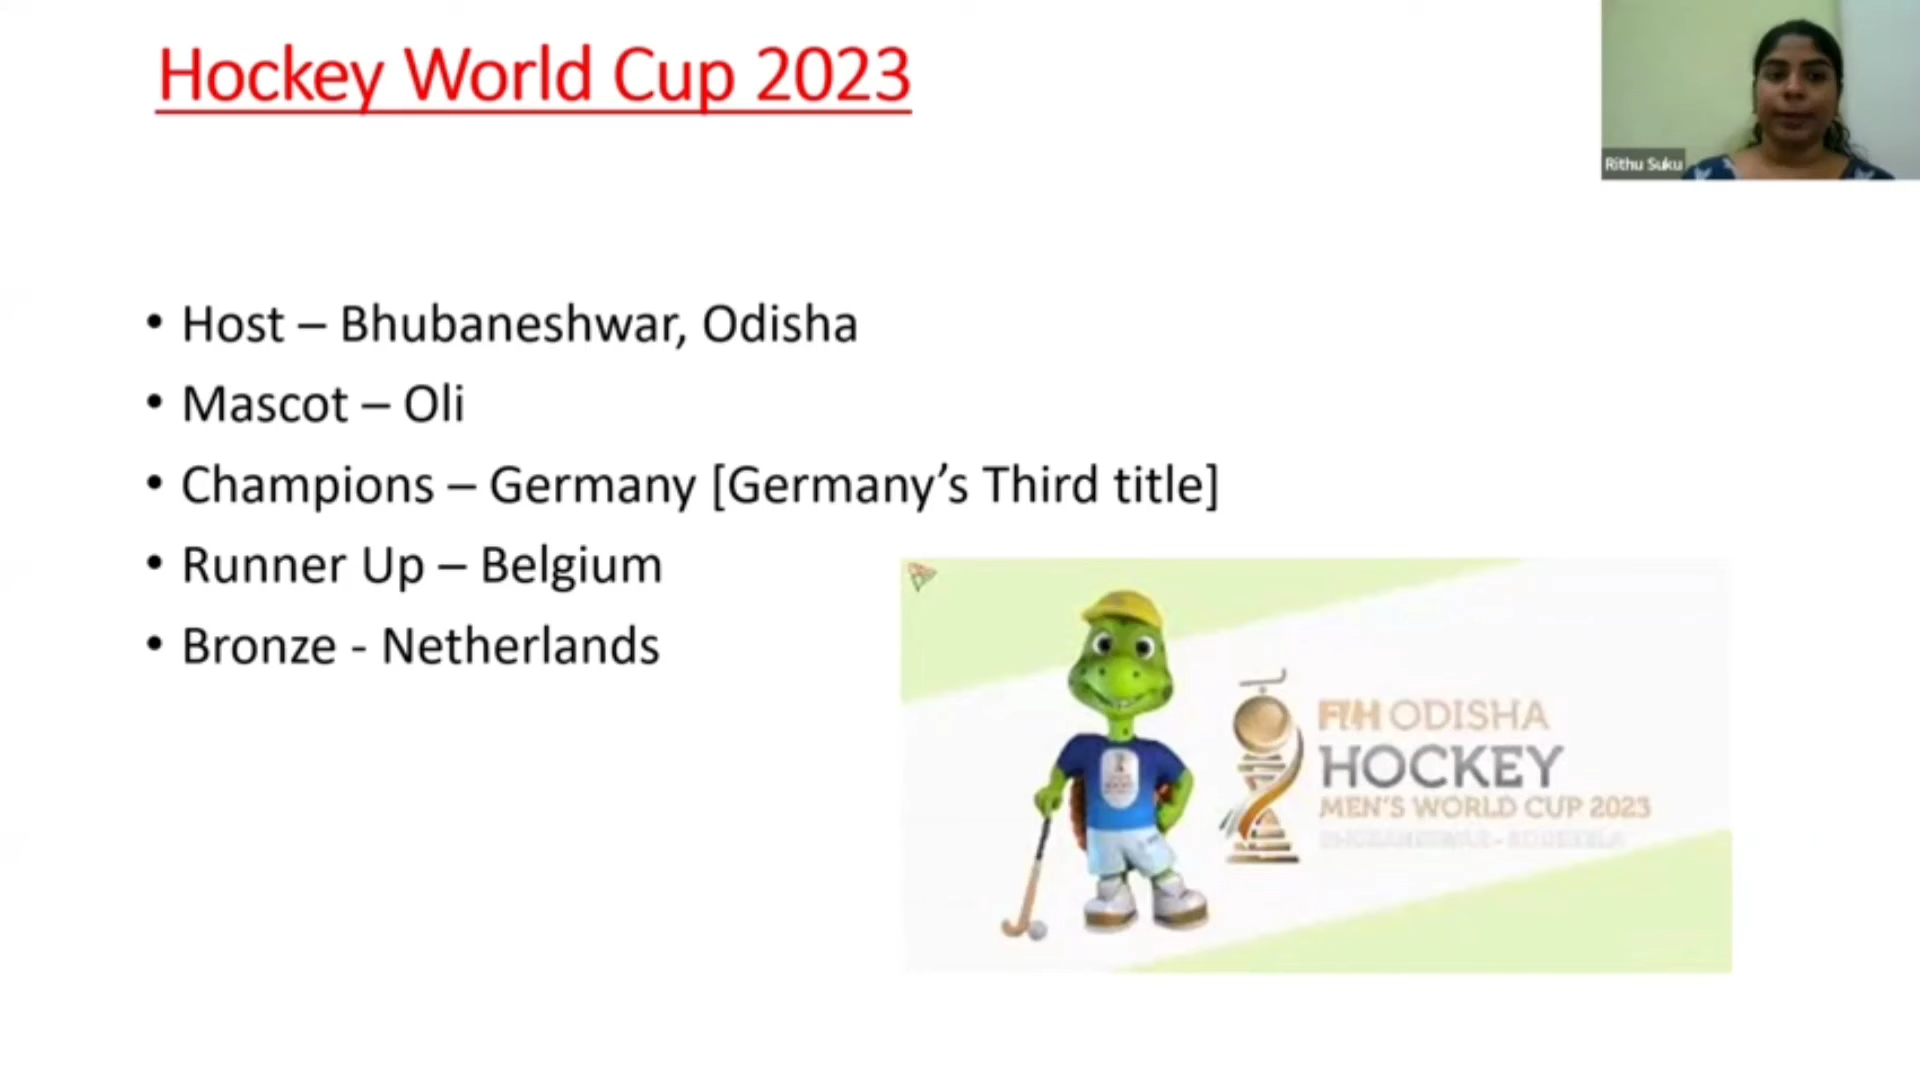 Hockey World Cup 2023
Rithu Suku
• Host – Bhubaneshwar, Odisha
• Mascot – Oli
• Champions – Germany [Germany’s Third title]
• Runner Up – Belgium
• Bronze - Netherlands
FIH ODISHA
HOCKEY
MEN'S WORLD CUP 2023